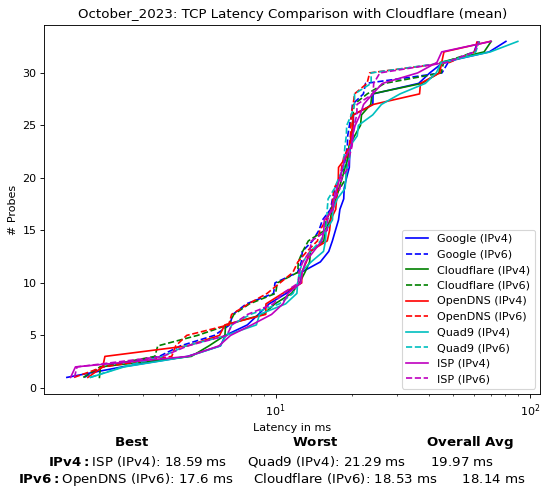 October_2023: TCP Latency Comparison with Cloudflare (mean)
# Probes
30
25
20
15
10
5
0
Google (IPv4)
Google (IPv6)
Cloudflare (IPv4)
Cloudflare (IPv6)
OpenDNS (IPv4)
OpenDNS (IPv6)
Quad9 (IPv4)
Quad9 (IPv6)
ISP (IPv4)
ISP (IPv6)
10¹ 10²
Latency in ms
Best Worst Overall Avg
IPv4: ISP (IPv4): 18.59 ms Quad9 (IPv4): 21.29 ms 19.97 ms
IPv6: OpenDNS (IPv6): 17.6 ms Cloudflare (IPv6): 18.53 ms 18.14 ms